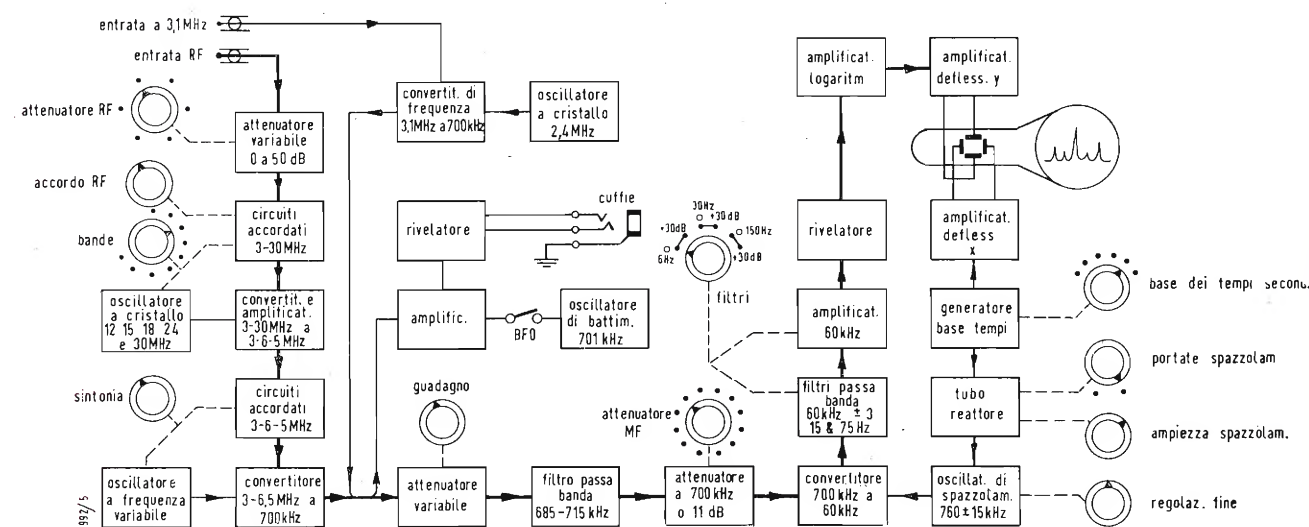 entrata a 3,1MHz
entrata RF
attenuatore RF
attenuatore
variabile
0 a 50 dB
accordo RF
bande
circuiti
accordati
3-30MHz
oscillatore
a cristallo
12 15 18 24
e 30MHz
convertit. e
amplificat.
3-30MHz a
3-6-5MHz
sintonia
circuiti
accordati
3-6-5MHz
oscillatore
a frequenza
variabile
convertitore
3-6,5MHz a
700kHz
992/5
convertit. di
frequenza
3,1MHz a 700kHz
oscillatore
a cristallo
2,4MHz
rivelatore
cuffie
amplific.
BFO
oscillatore
di battim.
701 kHz
guadagno
attenuatore
variabile
filtro passa
banda
685-715 kHz
attenuatore
MF
attenuatore
a 700 kHz
o 11 dB
30Hz
+30dB
+30dB
150Hz
6Hz
+30dB
filtri
amplificat.
logaritm
rivelatore
amplificat.
60kHz
filtri passa
banda
60kHz ± 3
15 & 75Hz
convertitore
700 kHz a
60kHz
amplificat.
defless. y
amplificat.
defless
x
generatore
base tempi
tubo
reattore
oscillat. di
spazzolam.
760±15kHz
base dei tempi second.
portate spazzolam
ampiezza spazzolam.
regolaz. fine